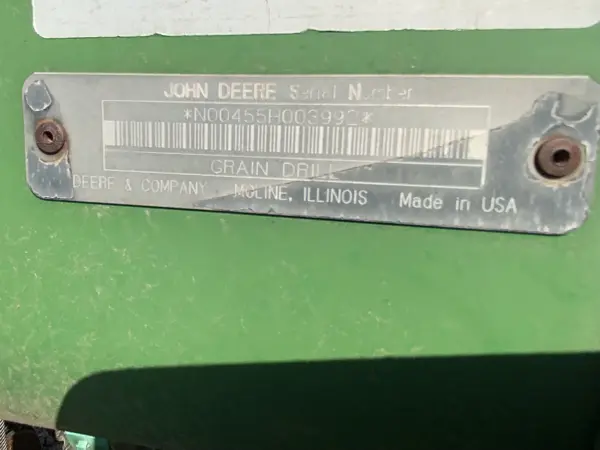 JOHN DEERE Serial Number
*N00455H003992*
GRAIN DRILL
DEERE & COMPANY MOLINE, ILLINOIS Made in USA